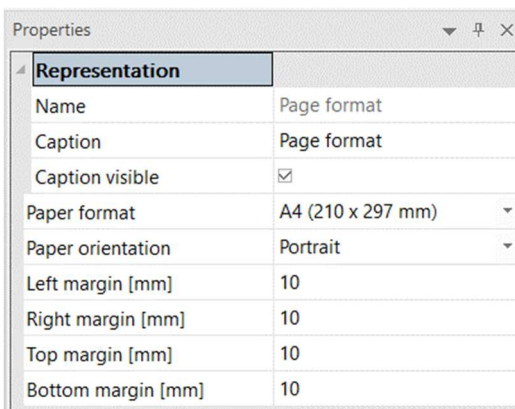 Properties
Representation
Name Page format
Caption Page format
Caption visible
Paper format A4 (210 x 297 mm)
Paper orientation Portrait
Left margin [mm] 10
Right margin [mm] 10
Top margin [mm] 10
Bottom margin [mm] 10